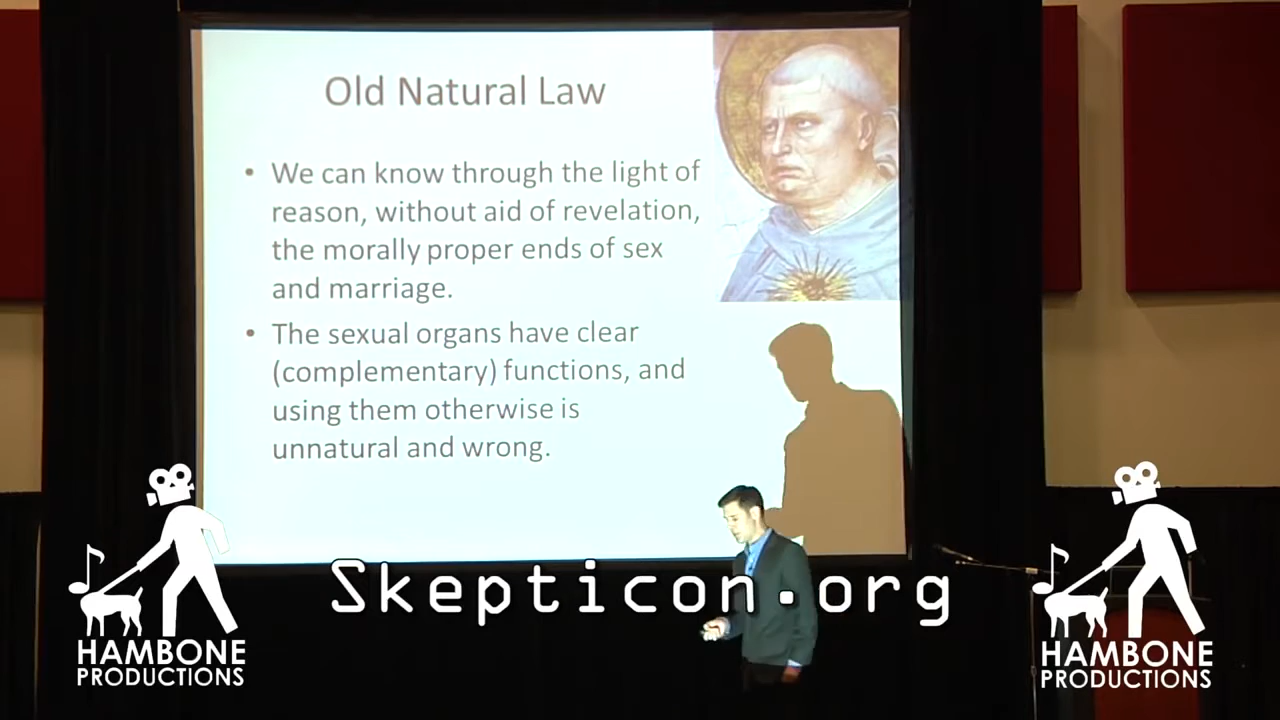 Old Natural Law
• We can know through the light of
reason, without aid of revelation,
the morally proper ends of sex
and marriage.
• The sexual organs have clear
(complementary) functions, and
using them otherwise is
unnatural and wrong.
Skepticon.org
HAMBONE
PRODUCTIONS
HAMBONE
PRODUCTIONS